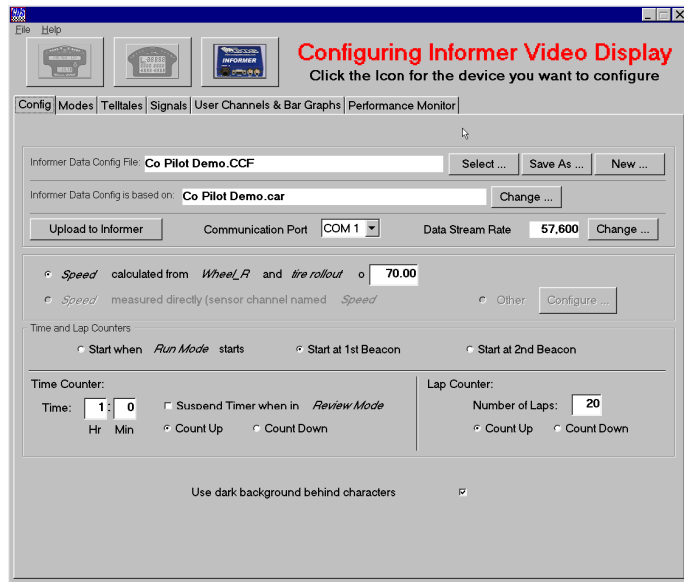 File Help
INFORMER
Configuring Informer Video Display
Click the Icon for the device you want to configure
Config Modes Telltales Signals User Channels & Bar Graphs Performance Monitor
Informer Data Config File: Co Pilot Demo.CCF Select ... Save As ... New ...
Informer Data Config is based on: Co Pilot Demo.car Change ...
Upload to Informer Communication Port COM 1 Data Stream Rate 57,600 Change ...
Speed calculated from Wheel_R and tire rollout o 70.00
Speed measured directly (sensor channel named Speed Other Configure ...
Time and Lap Counters
Start when Run Mode starts Start at 1st Beacon Start at 2nd Beacon
Time Counter: Lap Counter:
Time: 1 : 0 Suspend Timer when in Review Mode Number of Laps: 20
Hr Min Count Up Count Down Count Up Count Down
Use dark background behind characters